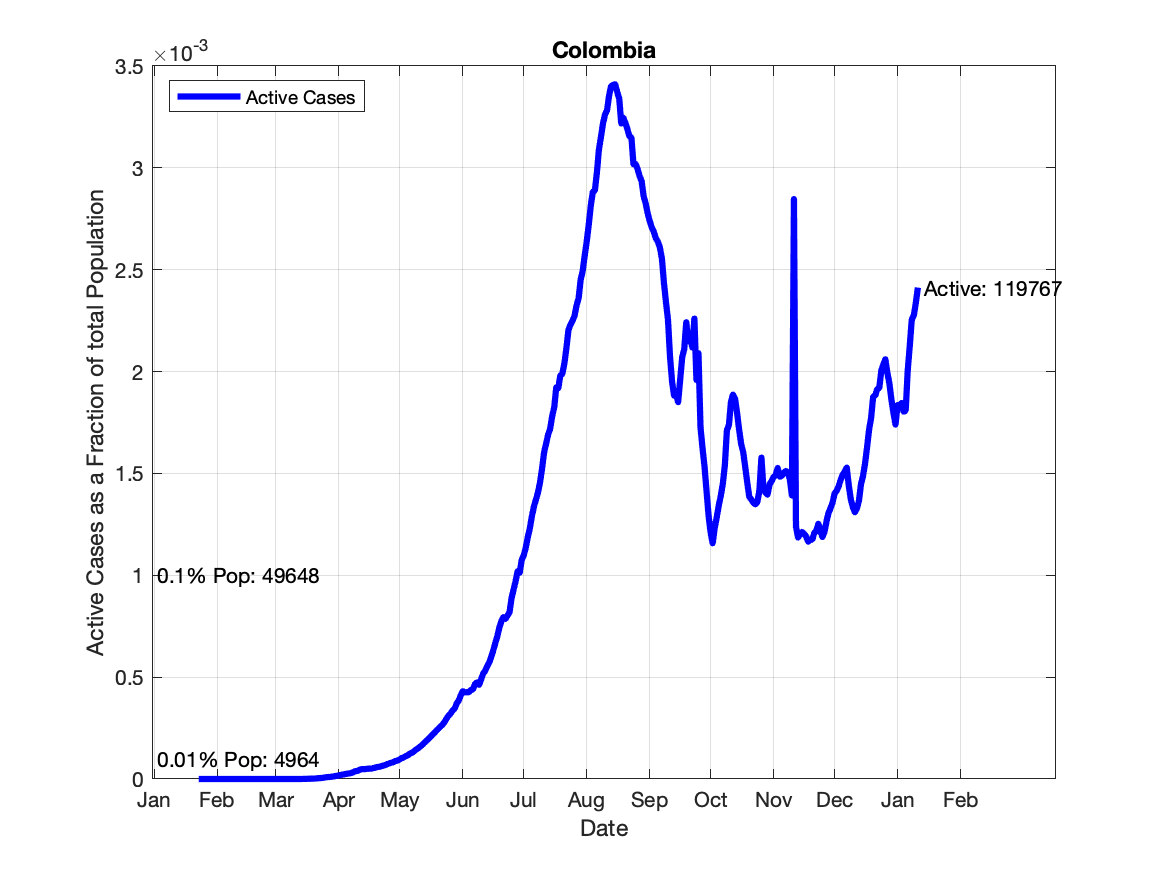 Colombia
×10-3
3.5
3
2.5
2
1.5
1
0.5
0
Active Cases as a Fraction of total Population
Active Cases
Active: 119767
0.1% Pop: 49648
0.01% Pop: 4964
Jan Feb Mar Apr May Jun Jul Aug Sep Oct Nov Dec Jan Feb
Date